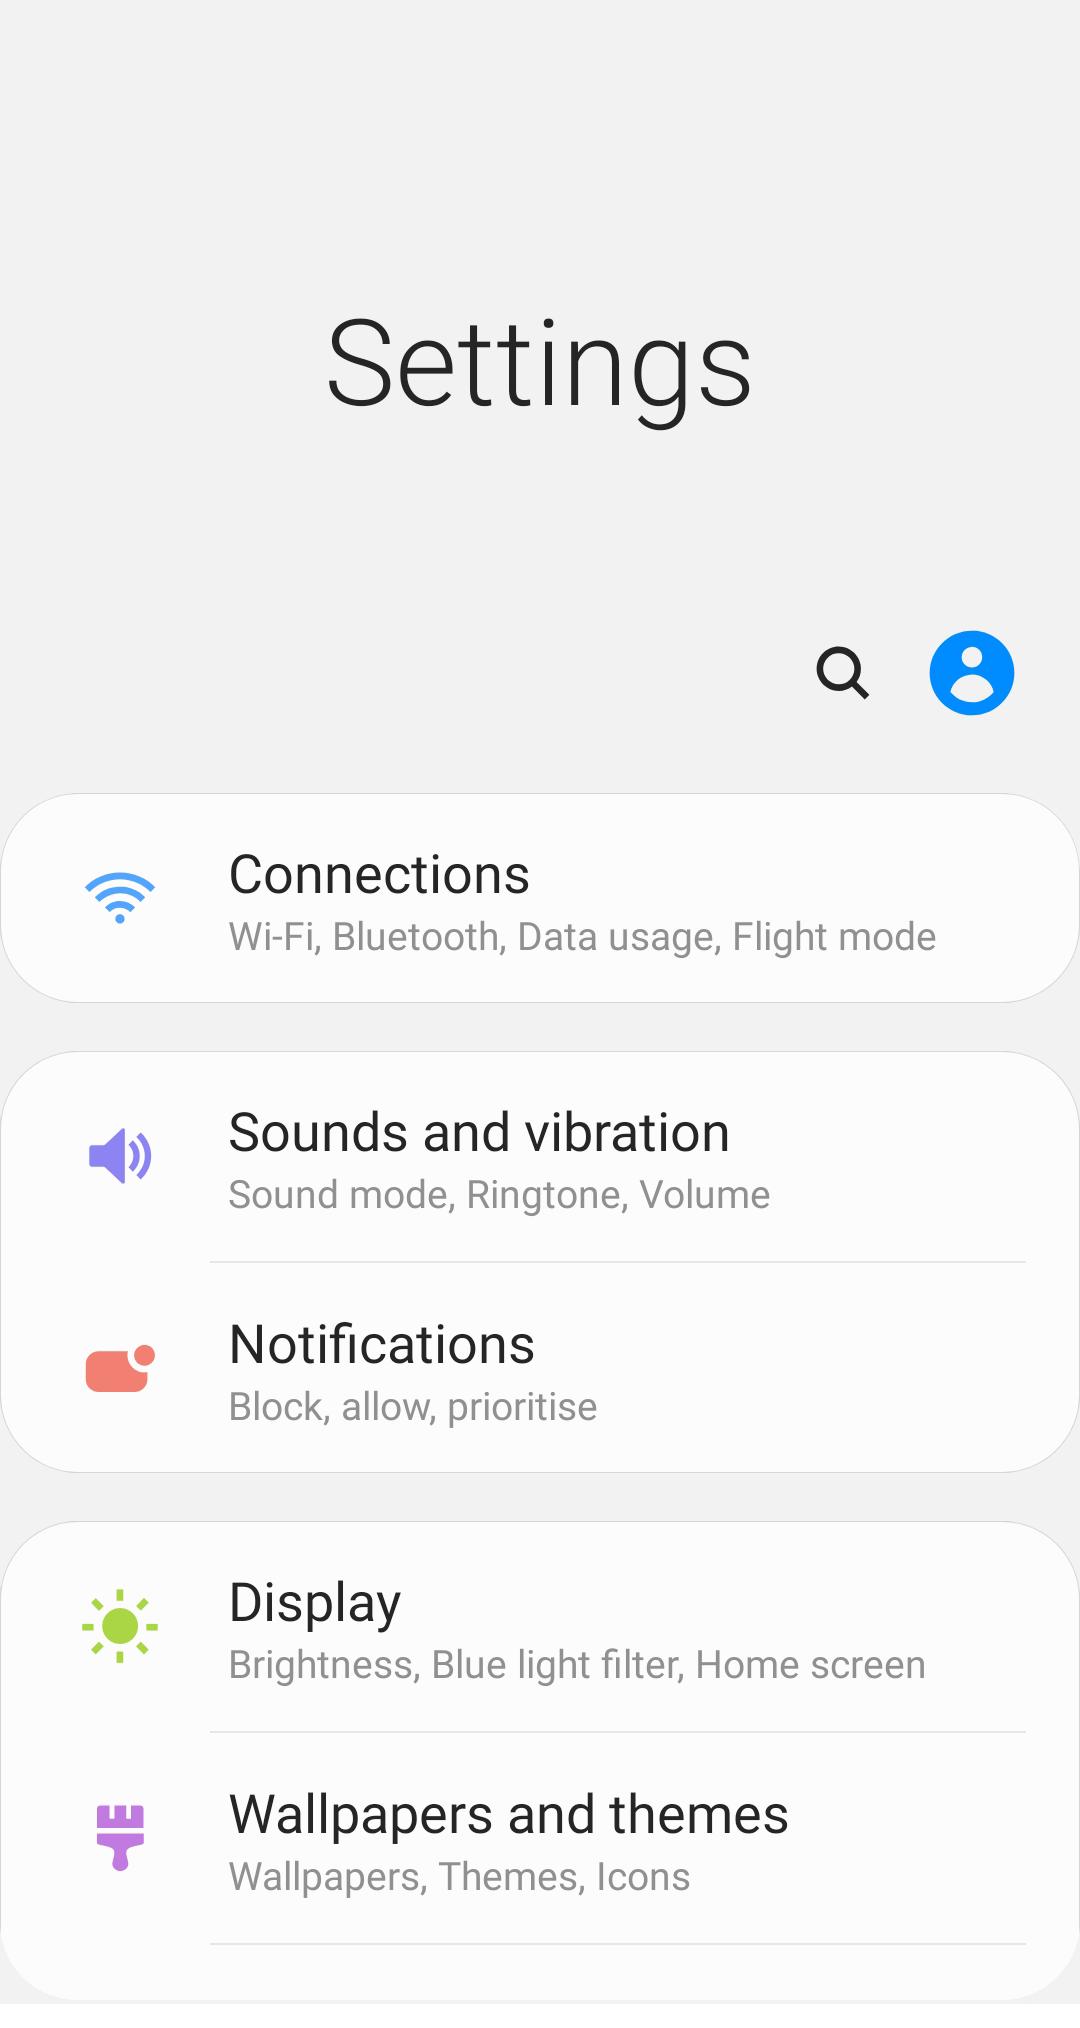 Settings
Connections
Wi-Fi, Bluetooth, Data usage, Flight mode
Sounds and vibration
Sound mode, Ringtone, Volume
Notifications
Block, allow, prioritise
Display
Brightness, Blue light filter, Home screen
Wallpapers and themes
Wallpapers, Themes, Icons